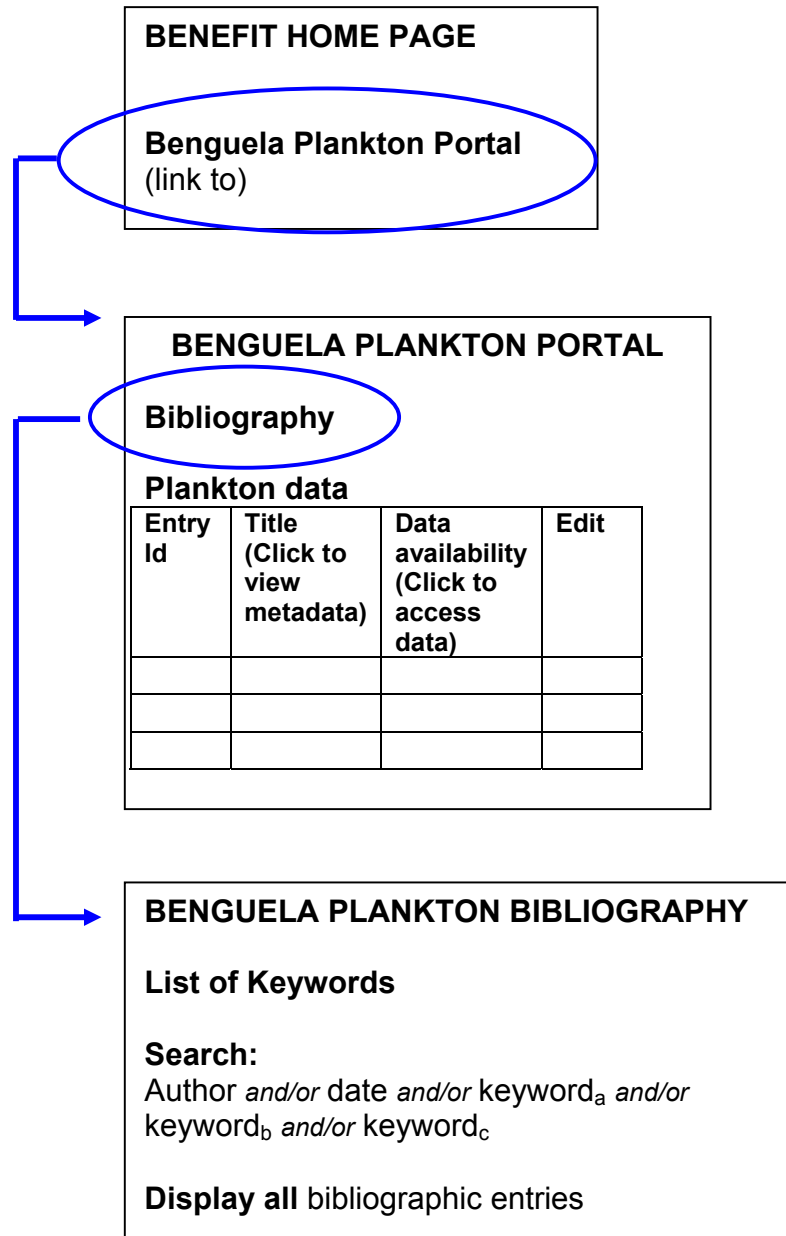 BENEFIT HOME PAGE
Benguela Plankton Portal
(link to)
BENGUELA PLANKTON PORTAL
Bibliography
Plankton data
Entry Id
Title (Click to view metadata)
Data availability (Click to access data)
Edit
BENGUELA PLANKTON BIBLIOGRAPHY
List of Keywords
Search:
Author and/or date and/or keyworda and/or
keywordb and/or keywordc
Display all bibliographic entries